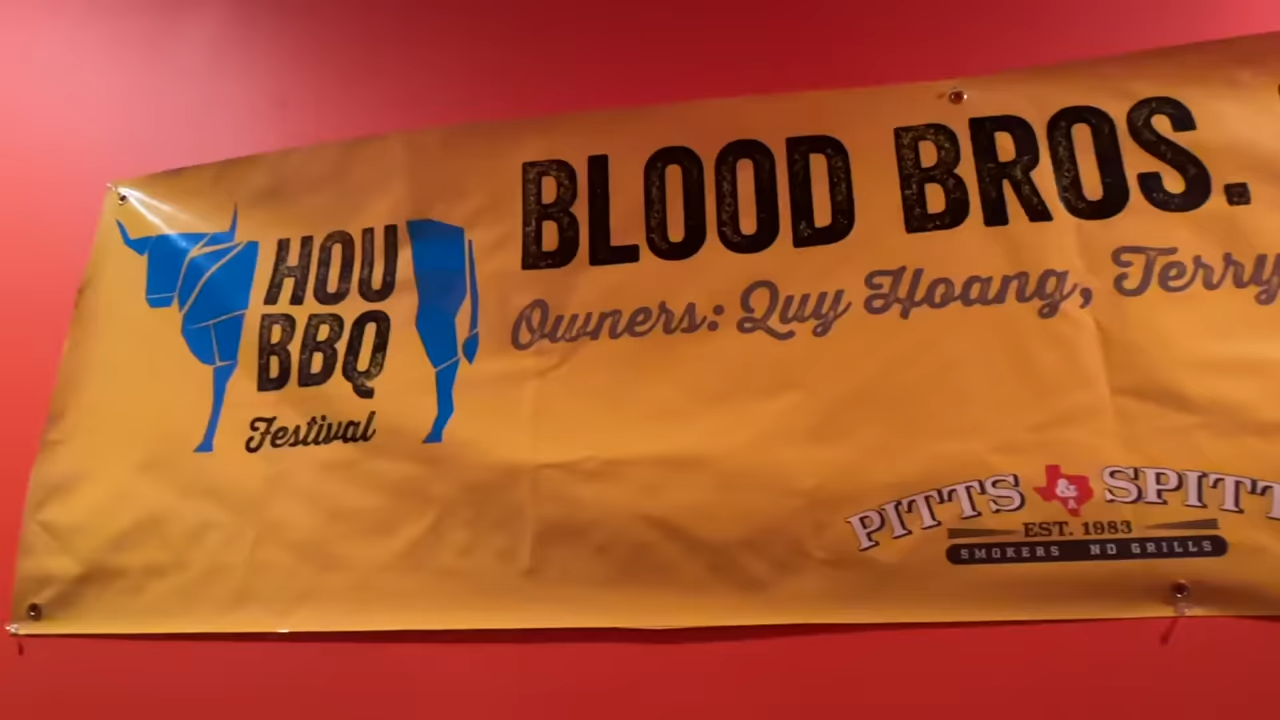 HOU
BBQ
Festival
BLOOD BROS.
Owners: Quy Hoang, Terry
PITTS & SPITT
EST. 1983
SMOKERS ND GRILLS